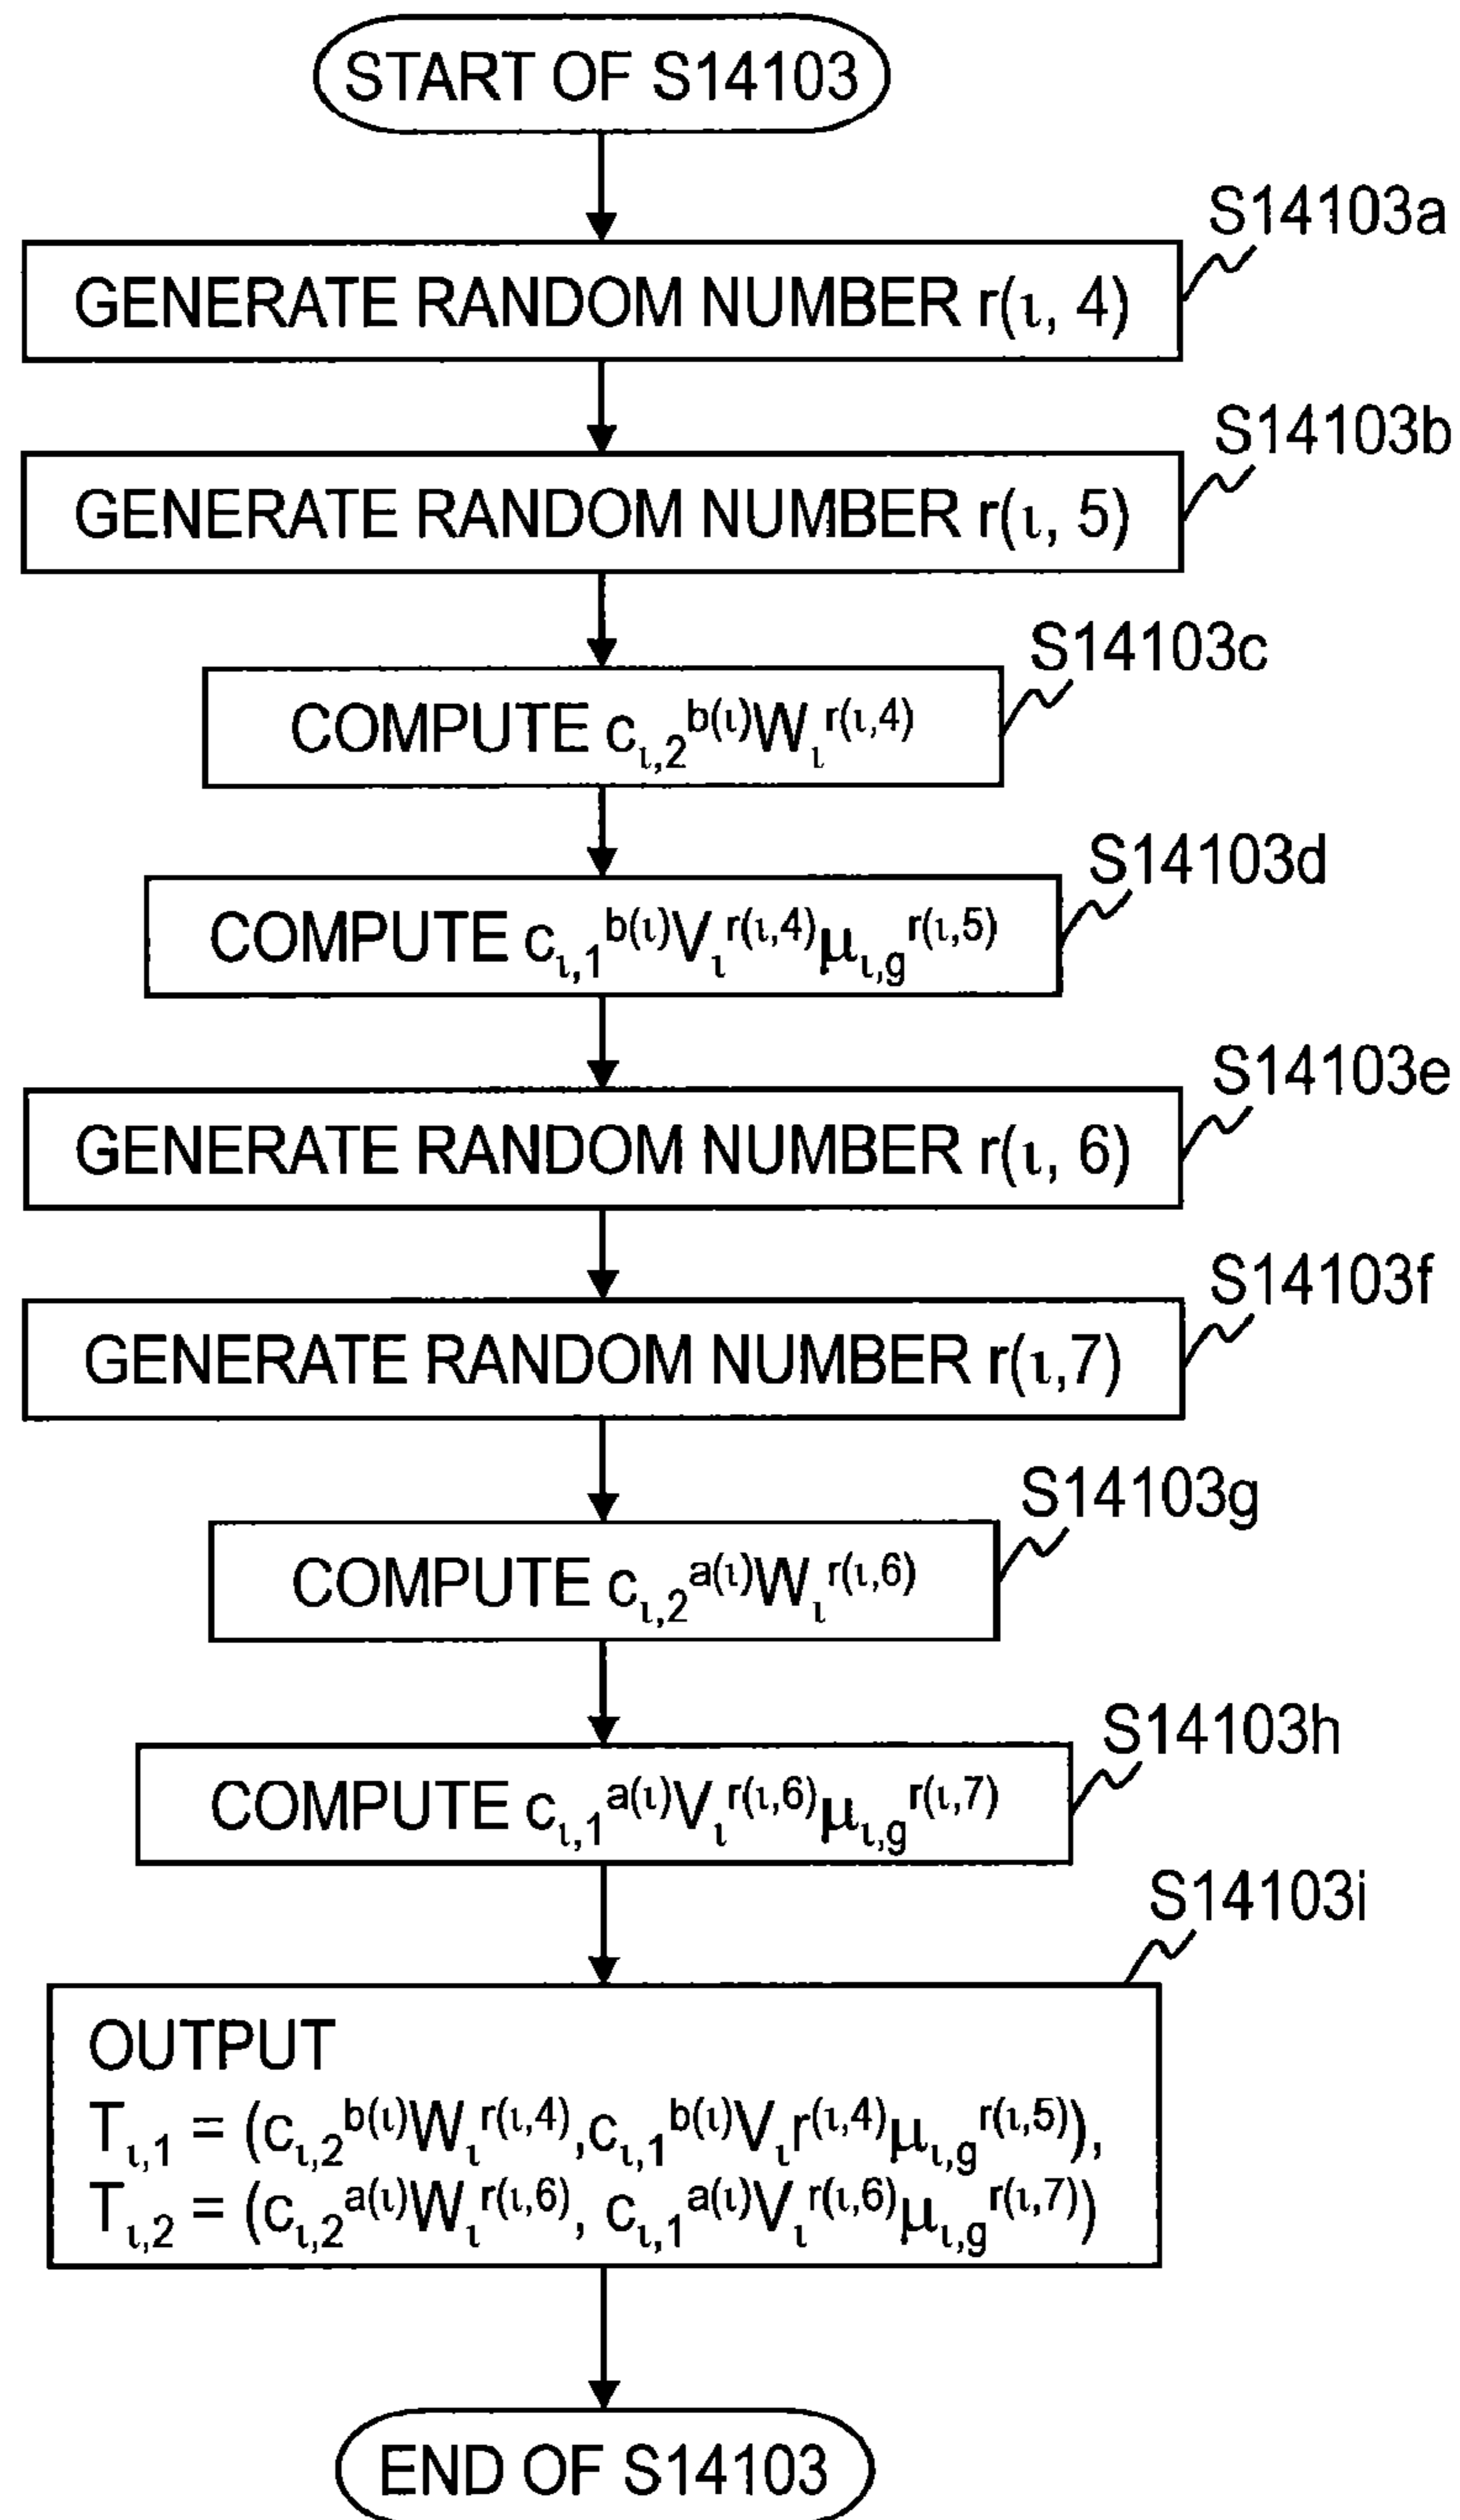 START OF S14103
S14103a
GENERATE RANDOM NUMBER r(ι, 4)
S14103b
GENERATE RANDOM NUMBER r(ι, 5)
S14103c
COMPUTE c_{ι,2}^{b(ι)}W_ι^{r(ι,4)}
S14103d
COMPUTE c_{ι,1}^{b(ι)}V_ι^{r(ι,4)}μ_{ι,g}^{r(ι,5)}
S14103e
GENERATE RANDOM NUMBER r(ι, 6)
S14103f
GENERATE RANDOM NUMBER r(ι,7)
S14103g
COMPUTE c_{ι,2}^{a(ι)}W_ι^{r(ι,6)}
S14103h
COMPUTE c_{ι,1}^{a(ι)}V_ι^{r(ι,6)}μ_{ι,g}^{r(ι,7)}
S14103i
OUTPUT
T_{ι,1} = (c_{ι,2}^{b(ι)}W_ι^{r(ι,4)},c_{ι,1}^{b(ι)}V_ιr^{(ι,4)}μ_{ι,g}^{r(ι,5)}),
T_{ι,2} = (c_{ι,2}^{a(ι)}W_ι^{r(ι,6)}, c_{ι,1}^{a(ι)}V_ι^{r(ι,6)}μ_{ι,g}^{r(ι,7)})
END OF S14103